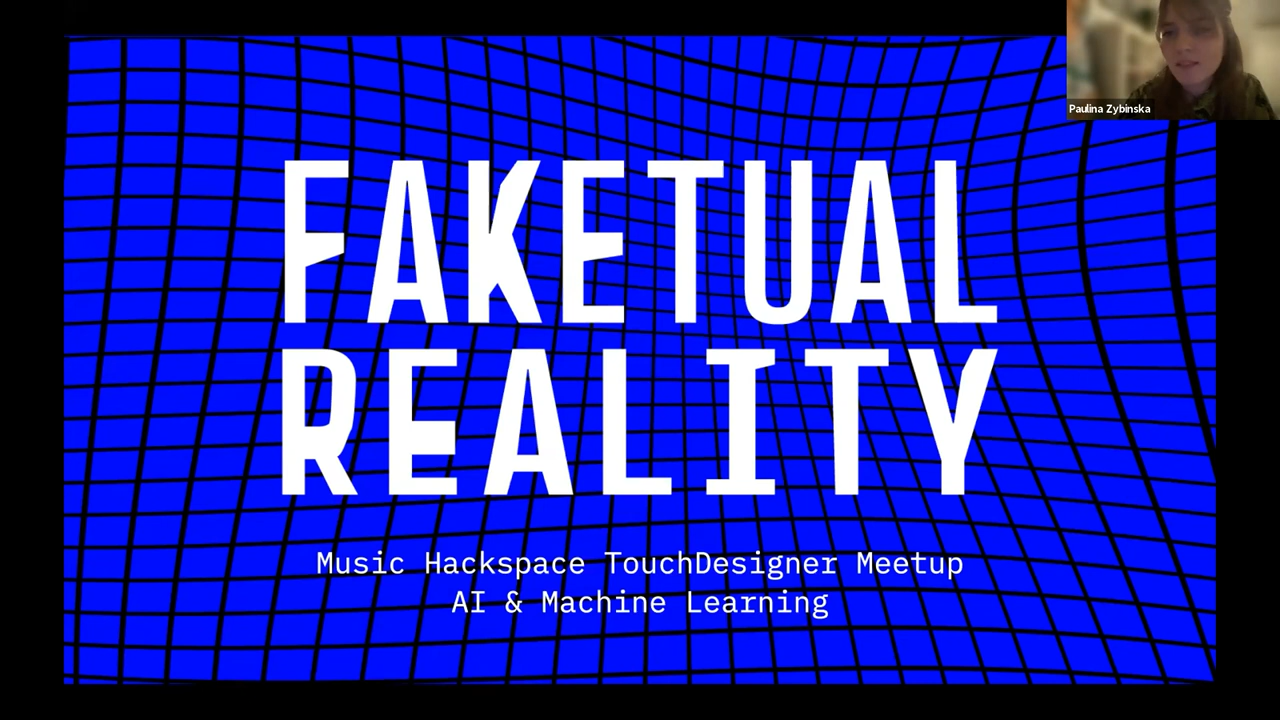 Paulina Zybinska
FAKETUAL
REALITY
Music Hackspace TouchDesigner Meetup
AI & Machine Learning